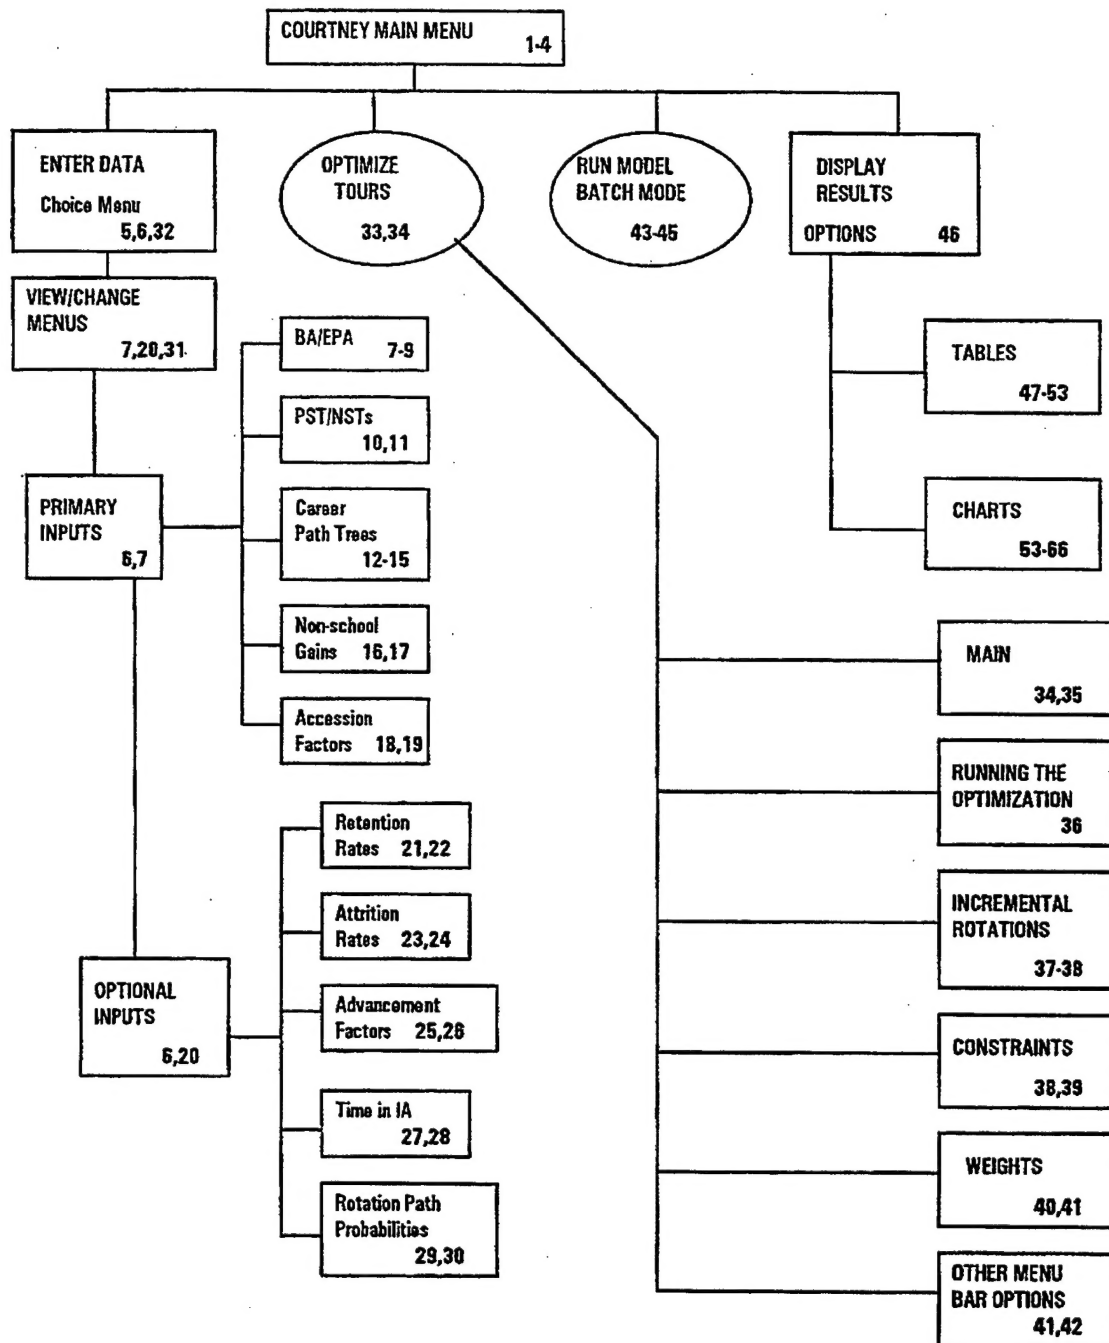 COURTNEY MAIN MENU
1-4
ENTER DATA
Choice Menu
5,6,32
OPTIMIZE
TOURS
33,34
RUN MODEL
BATCH MODE
43-45
DISPLAY
RESULTS
OPTIONS 46
VIEW/CHANGE
MENUS
7,20,31
PRIMARY
INPUTS
6,7
BA/EPA 7-9
PST/NSTs
10,11
Career
Path Trees
12-15
Non-school
Gains 16,17
Accession
Factors 18,19
OPTIONAL
INPUTS
6,20
Retention
Rates 21,22
Attrition
Rates 23,24
Advancement
Factors 25,26
Time in IA
27,28
Rotation Path
Probabilities
29,30
TABLES
47-53
CHARTS
53-66
MAIN
34,35
RUNNING THE
OPTIMIZATION
36
INCREMENTAL
ROTATIONS
37-38
CONSTRAINTS
38,39
WEIGHTS
40,41
OTHER MENU
BAR OPTIONS
41,42